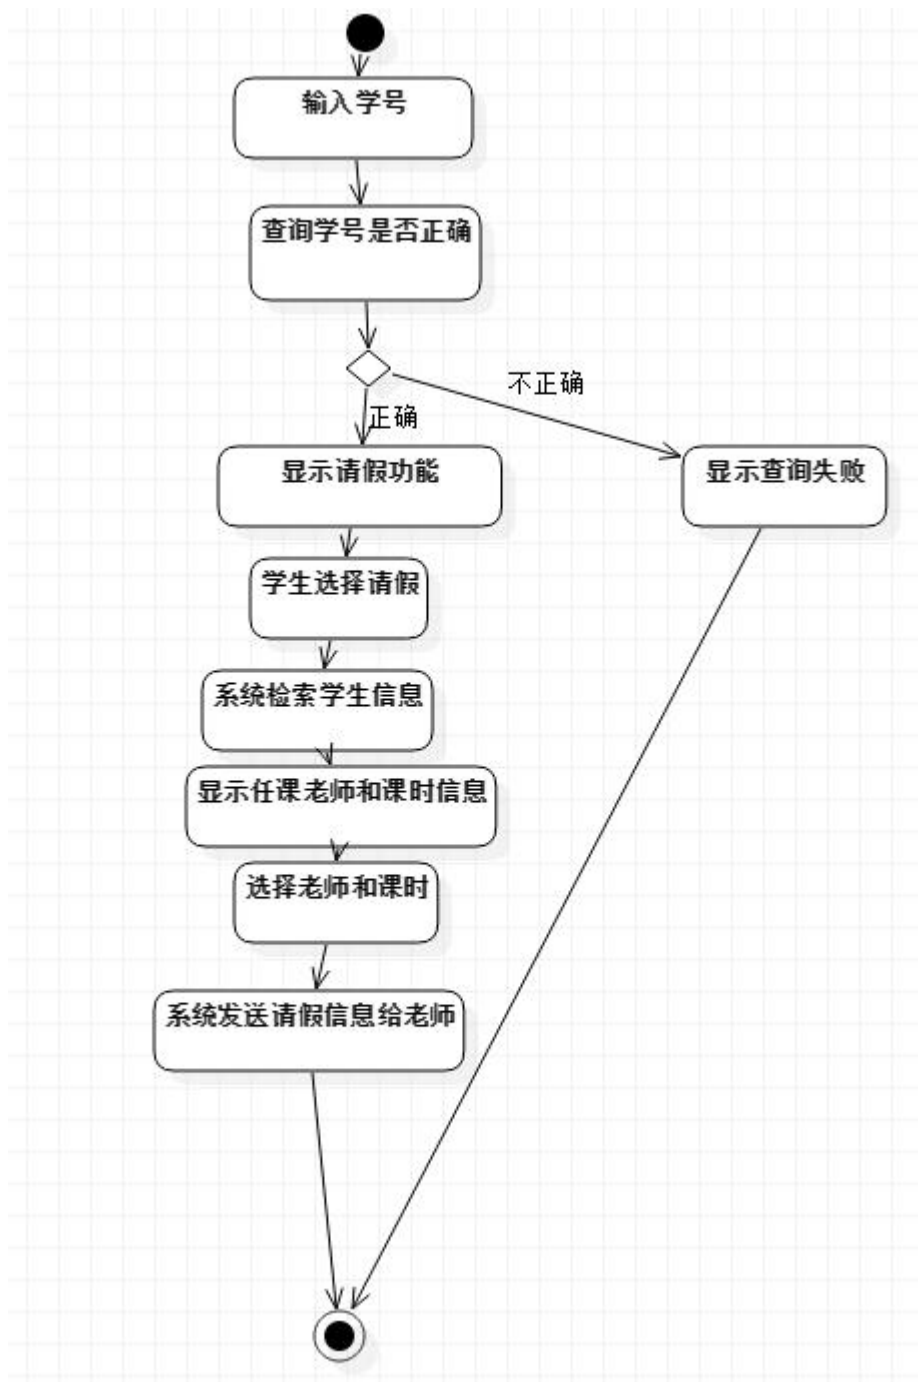 输入学号
查询学号是否正确
不正确
正确
显示请假功能
显示查询失败
学生选择请假
系统检索学生信息
显示任课老师和课时信息
选择老师和课时
系统发送请假信息给老师